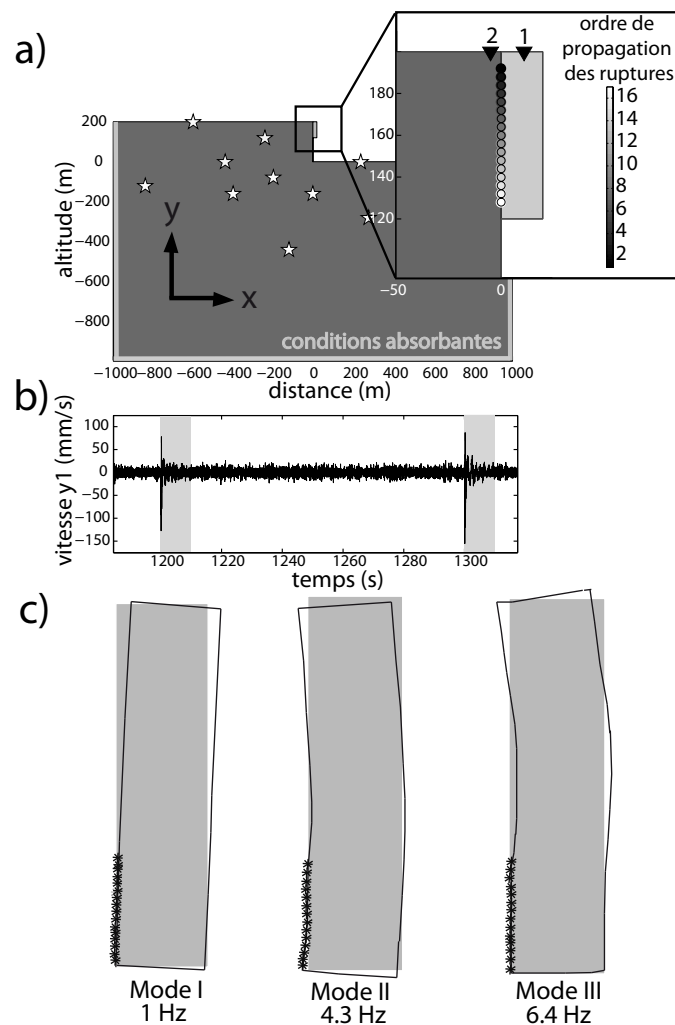 a)
ordre de
propagation
des ruptures
2 1
16
14
12
10
8
6
4
2
180
160
140
120
−50 0
altitude (m)
200
0
−200
−400
−600
−800
y
x
conditions absorbantes
−1000 −800 −600 −400 −200 0 200 400 600 800 1000
distance (m)
b)
vitesse y1 (mm/s)
100
50
0
−50
−100
−150
1200 1220 1240 1260 1280 1300
temps (s)
c)
Mode I Mode II Mode III
1 Hz 4.3 Hz 6.4 Hz